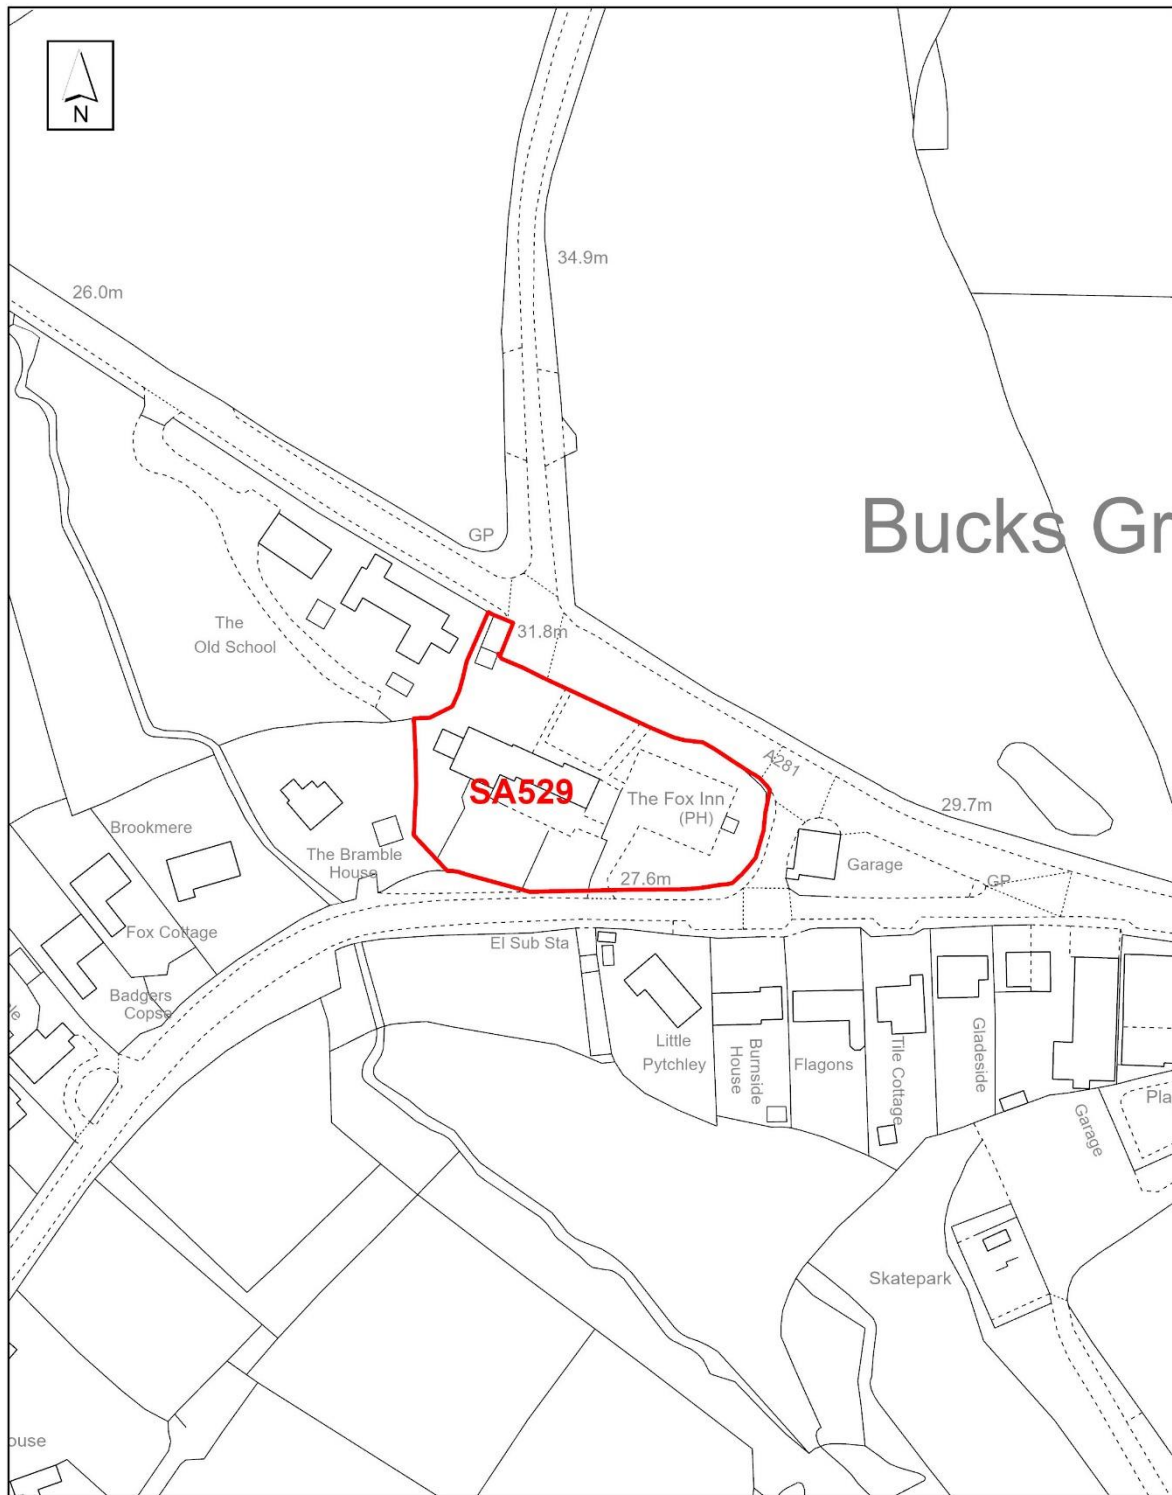 N
34.9m
26.0m
Bucks Gr
GP
The
Old School
31.8m
A281
SA529
The Fox Inn
(PH)
29.7m
Brookmere
The Bramble
House
Garage
27.6m
GP
Fox Cottage
El Sub Sta
Badgers
Copse
Little
Pytchley
Burnside
House
Flagons
Tile Cottage
Gladeside
Garage
Pla
Skatepark
ouse